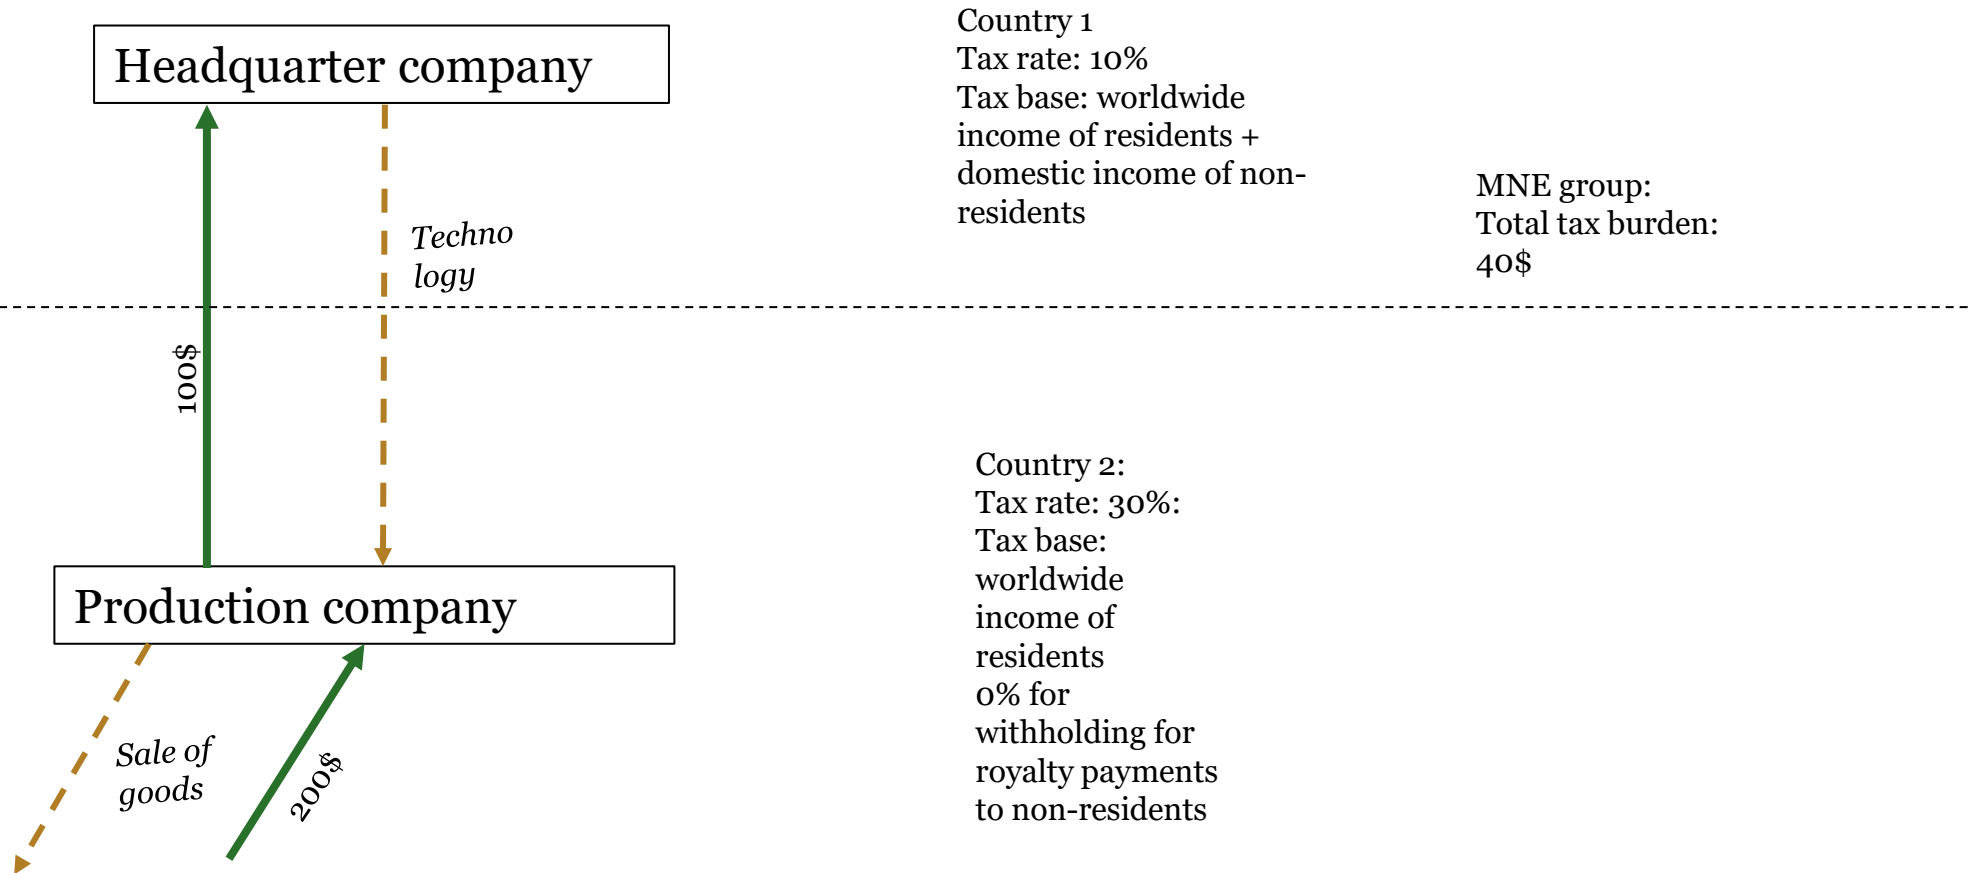 Headquarter company
Country 1
Tax rate: 10%
Tax base: worldwide
income of residents +
domestic income of non-
residents
MNE group:
Total tax burden:
40$
Techno
logy
100$
Production company
Country 2:
Tax rate: 30%:
Tax base:
worldwide
income of
residents
0% for
withholding for
royalty payments
to non-residents
Sale of
goods
200$